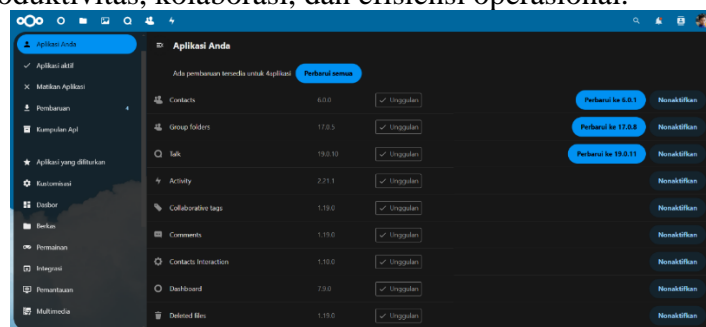 oduktivitas, kolaborasi, dan efisiensi operasional.
Aplikasi Anda
Aplikasi aktif
Matikan Aplikasi
Pembaruan 4
Kumpulan Apl
Aplikasi yang difiturkan
Kustomisasi
Dasbor
Berkas
Permainan
Integrasi
Pemantauan
Multimedia
Aplikasi Anda
Ada pembaruan tersedia untuk 4aplikasi Perbarui semua
Contacts 6.0.0 Unggulan Perbarui ke 6.0.1 Nonaktifkan
Group folders 17.0.5 Unggulan Perbarui ke 17.0.8 Nonaktifkan
Talk 19.0.10 Unggulan Perbarui ke 19.0.11 Nonaktifkan
Activity 2.21.1 Unggulan Nonaktifkan
Collaborative tags 1.19.0 Unggulan Nonaktifkan
Comments 1.19.0 Unggulan Nonaktifkan
Contacts Interaction 1.10.0 Unggulan Nonaktifkan
Dashboard 7.9.0 Unggulan Nonaktifkan
Deleted files 1.19.0 Unggulan Nonaktifkan